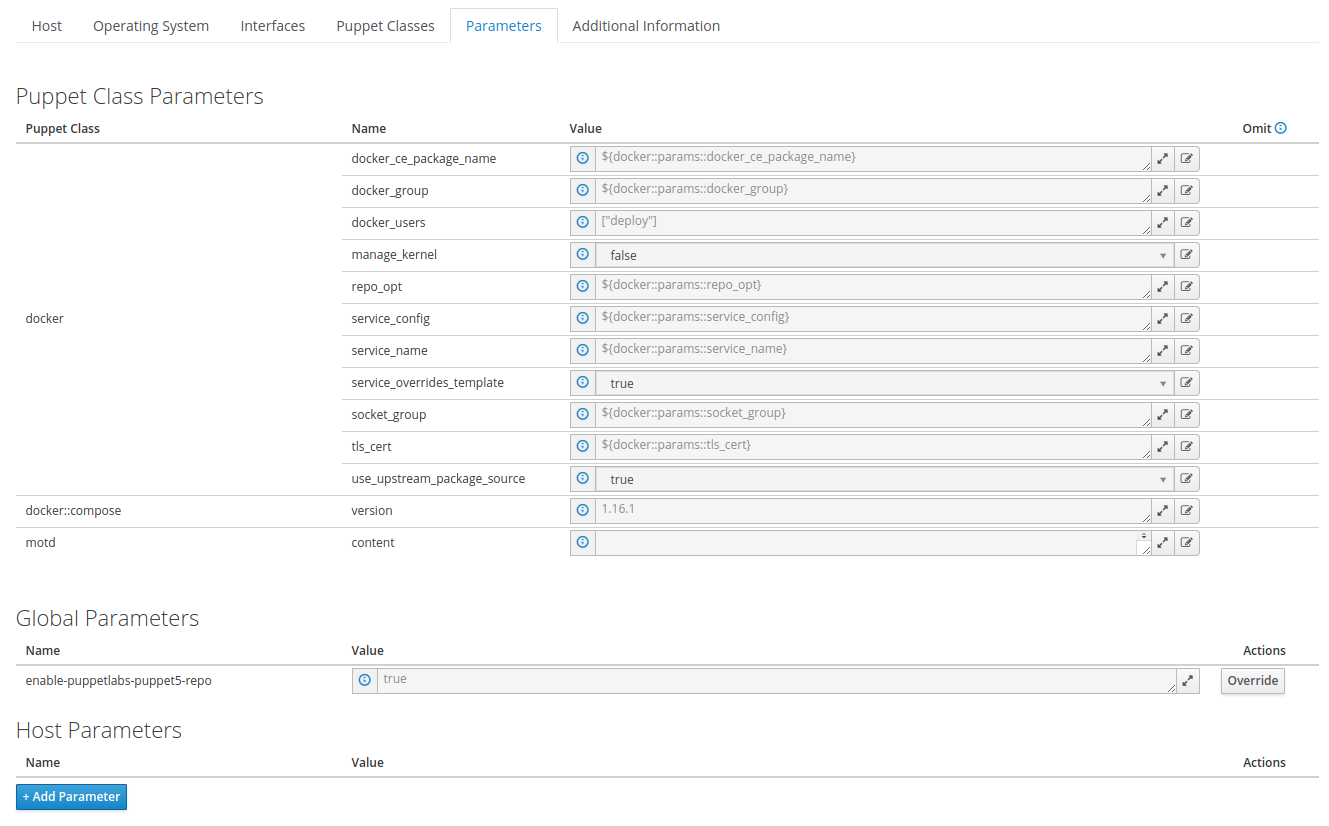 Host Operating System Interfaces Puppet Classes Parameters Additional Information
Puppet Class Parameters
Puppet Class Name Value Omit
docker_ce_package_name ${docker::params::docker_ce_package_name}
docker_group ${docker::params::docker_group}
docker_users ["deploy"]
manage_kernel false
repo_opt ${docker::params::repo_opt}
docker service_config ${docker::params::service_config}
service_name ${docker::params::service_name}
service_overrides_template true
socket_group ${docker::params::socket_group}
tls_cert ${docker::params::tls_cert}
use_upstream_package_source true
docker::compose version 1.16.1
motd content
Global Parameters
Name Value Actions
enable-puppetlabs-puppet5-repo true Override
Host Parameters
Name Value Actions
+ Add Parameter